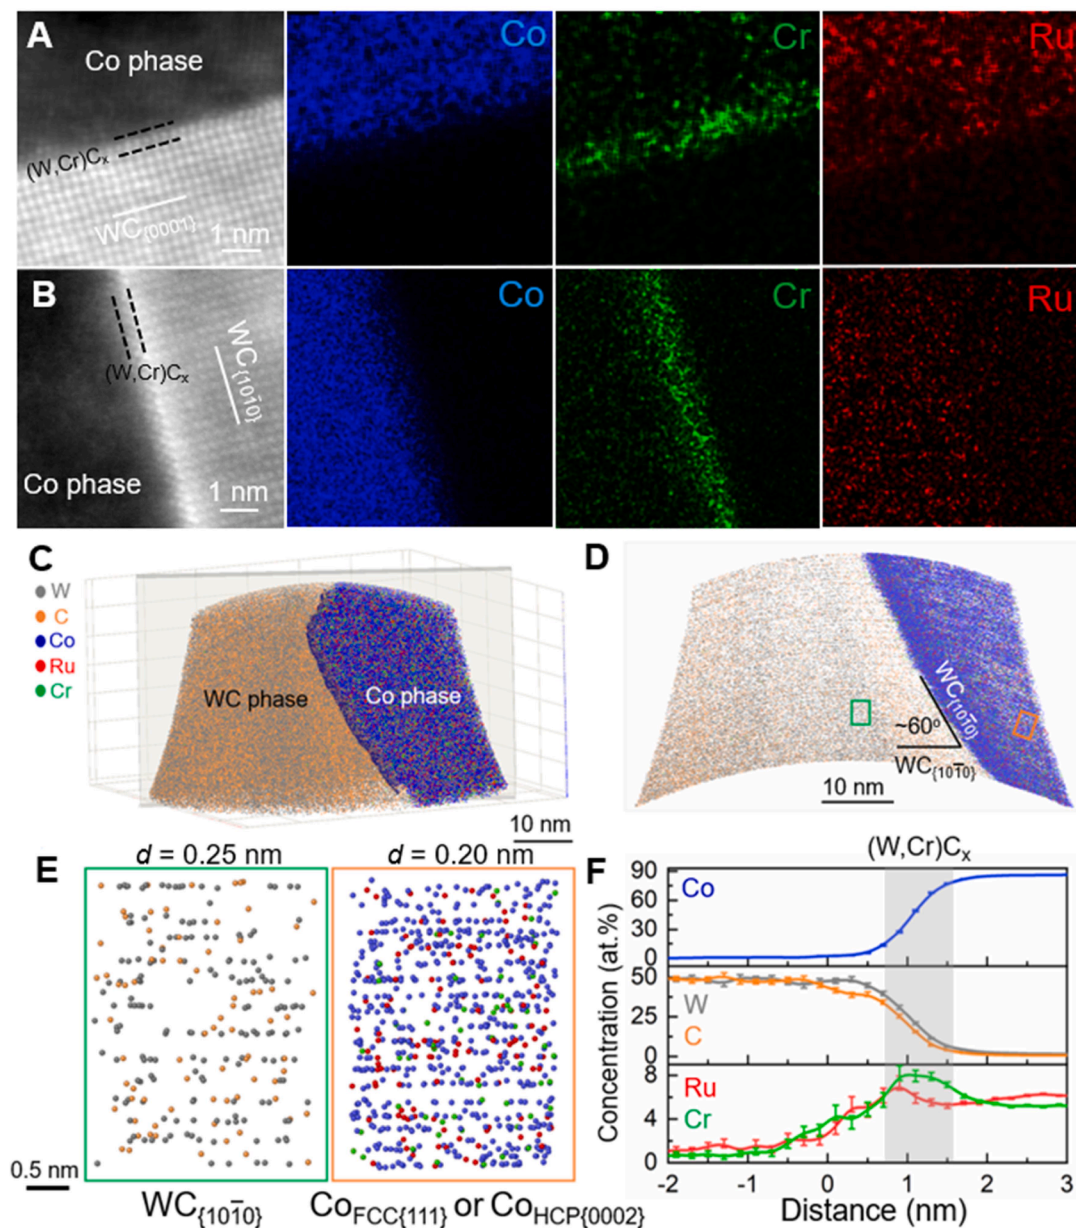 A
Co phase
(W,Cr)Cₓ
WC{0001}
1 nm
Co
Cr
Ru
B
(W,Cr)Cₓ
WC{101̄0}
Co phase
1 nm
Co
Cr
Ru
C
W
C
Co
Ru
Cr
WC phase
Co phase
10 nm
D
WC{101̄0}
~60°
WC{101̄0}
10 nm
E
d = 0.25 nm
d = 0.20 nm
0.5 nm
WC{101̄0}
CoFCC{111} or CoHCP{0002}
(W,Cr)Cₓ
F
Concentration (at.%)
90
60
30
0
Co
50
25
0
W
C
8
4
0
Ru
Cr
-2 -1 0 1 2 3
Distance (nm)